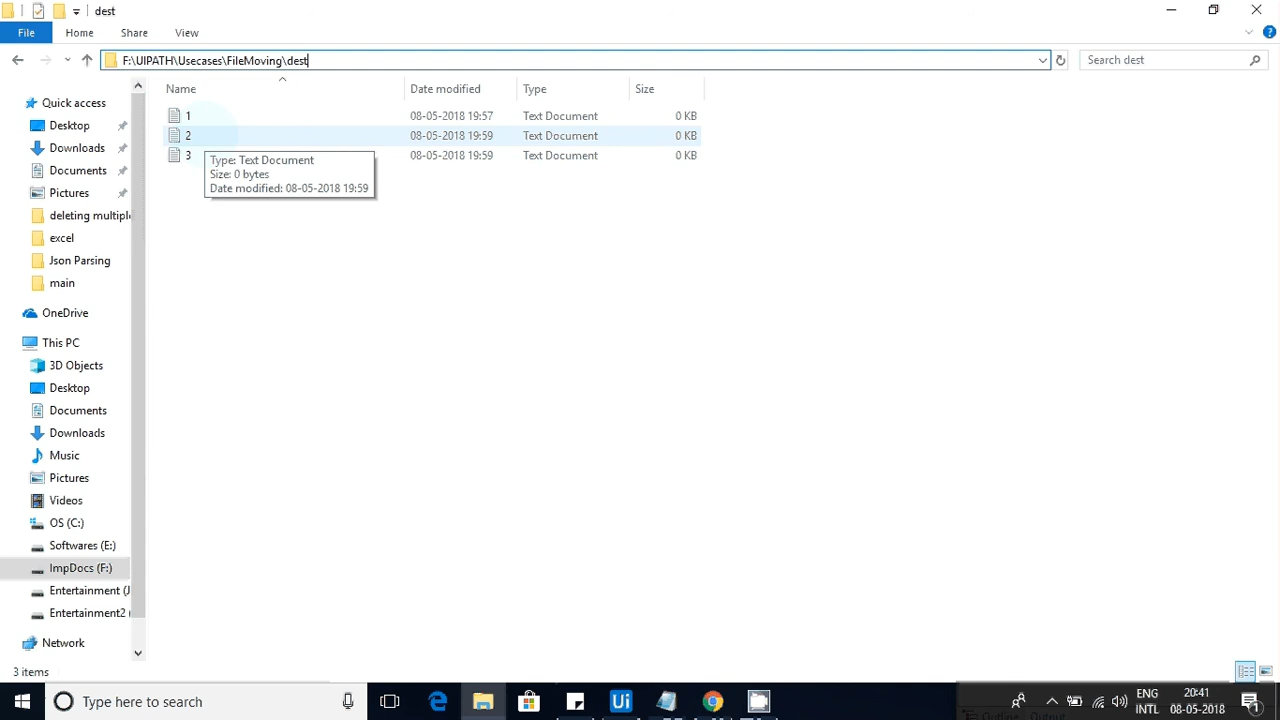 dest
File Home Share View
F:\UIPATH\Usecases\FileMoving\dest Search dest
Name Date modified Type Size
1 08-05-2018 19:57 Text Document 0 KB
2 08-05-2018 19:59 Text Document 0 KB
3 08-05-2018 19:59 Text Document 0 KB
Type: Text Document
Size: 0 bytes
Date modified: 08-05-2018 19:59
Quick access
Desktop
Downloads
Documents
Pictures
deleting multiple
excel
Json Parsing
main
OneDrive
This PC
3D Objects
Desktop
Documents
Downloads
Music
Pictures
Videos
OS (C:)
Softwares (E:)
ImpDocs (F:)
Entertainment (J
Entertainment2 (
Network
3 items
Type here to search Ui ENG 20:41
INTL 08-05-2018 1
Outline Output